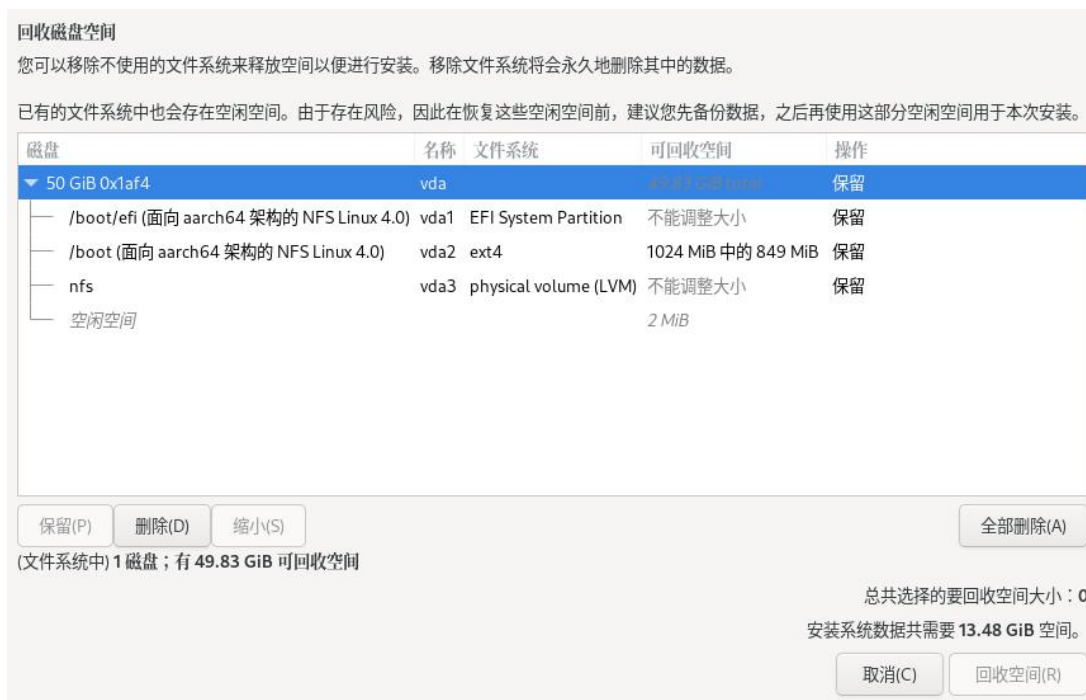 回收磁盘空间
您可以移除不使用的文件系统来释放空间以便进行安装。移除文件系统将会永久地删除其中的数据。
已有的文件系统中也会存在空闲空间。由于存在风险，因此在恢复这些空闲空间前，建议您先备份数据，之后再使用这部分空闲空间用于本次安装。
磁盘 名称 文件系统 可回收空间 操作
50 GiB 0x1af4 vda 49.83 GiB total 保留
/boot/efi (面向 aarch64 架构的 NFS Linux 4.0) vda1 EFI System Partition 不能调整大小 保留
/boot (面向 aarch64 架构的 NFS Linux 4.0) vda2 ext4 1024 MiB 中的 849 MiB 保留
nfs vda3 physical volume (LVM) 不能调整大小 保留
空闲空间 2 MiB
保留(P) 删除(D) 缩小(S) 全部删除(A)
(文件系统中) 1 磁盘；有 49.83 GiB 可回收空间
总共选择的要回收空间大小：0
安装系统数据共需要 13.48 GiB 空间。
取消(C) 回收空间(R)